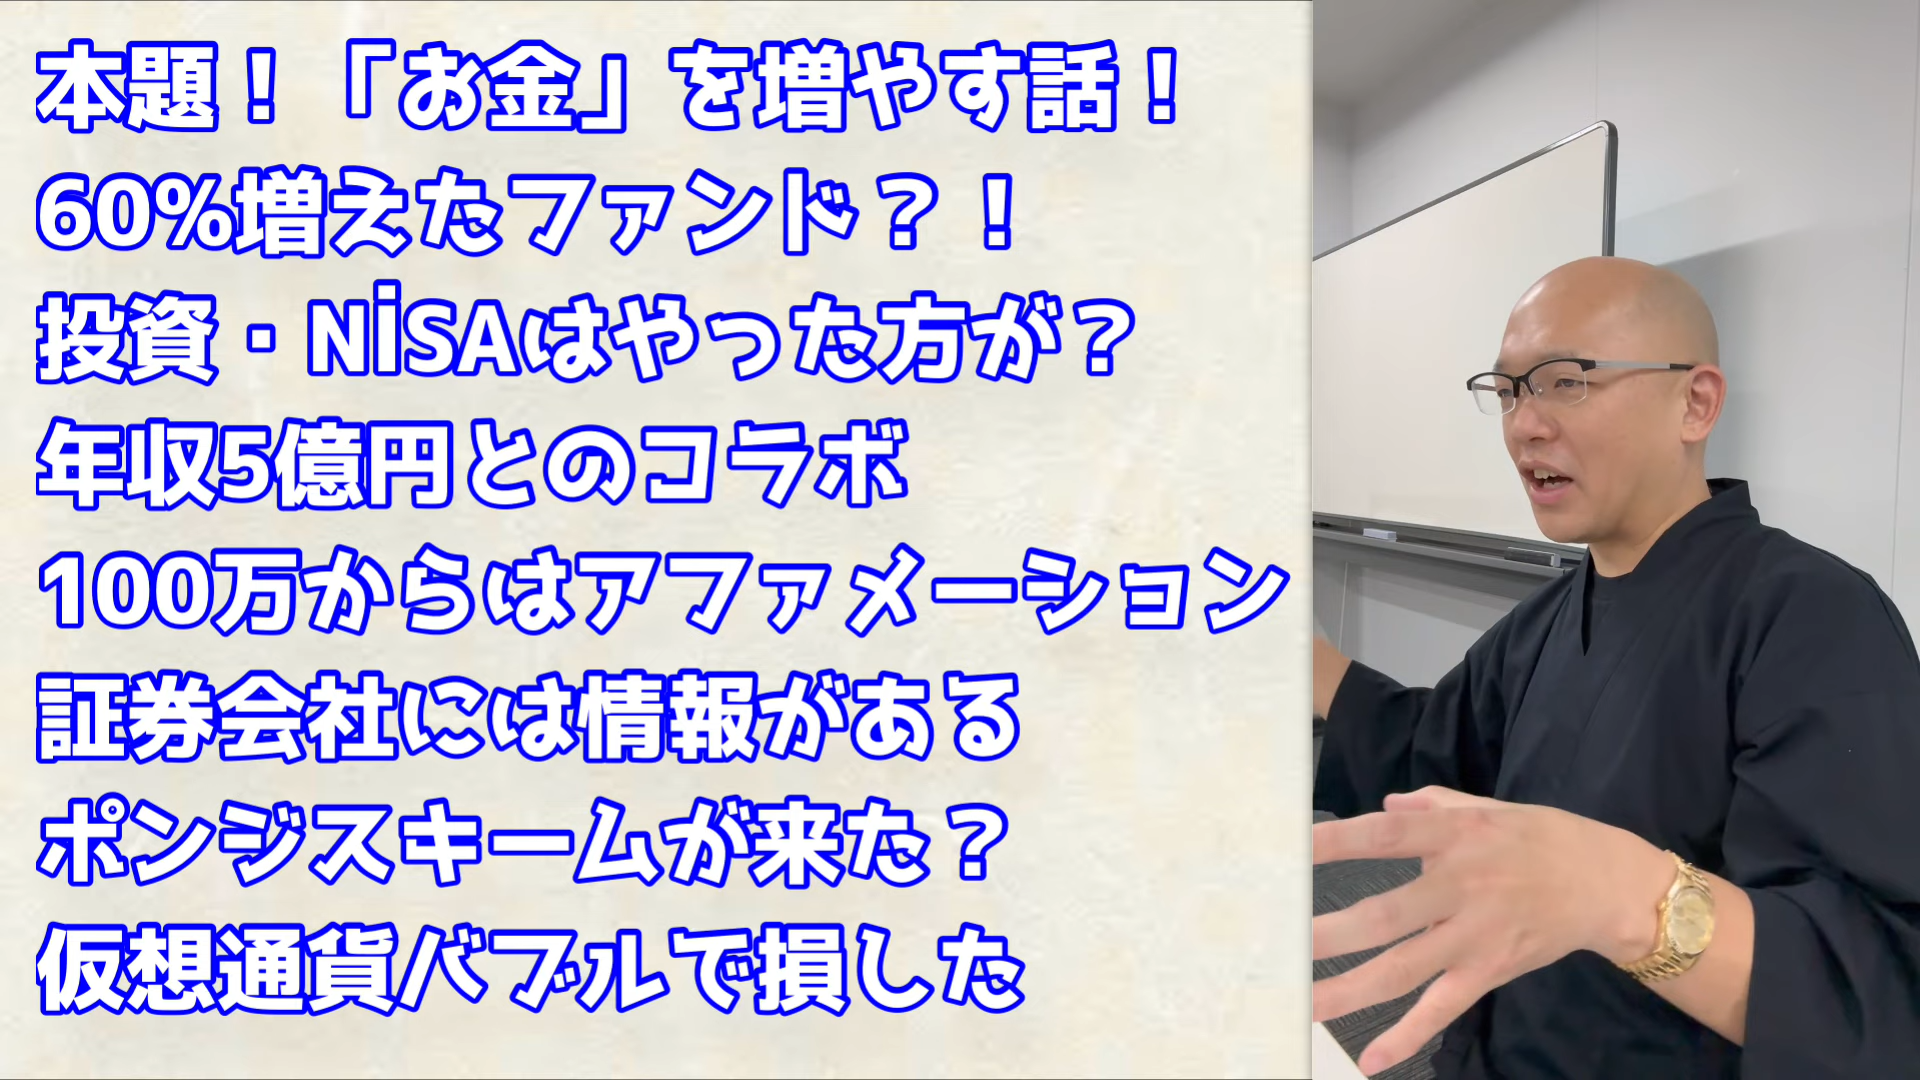 本題！「お金」を増やす話！
60%増えたファンド？！
投資・NiSAはやった方が？
年収5億円とのコラボ
100万からはアファメーション
証券会社には情報がある
ポンジスキームが来た？
仮想通貨バブルで損した